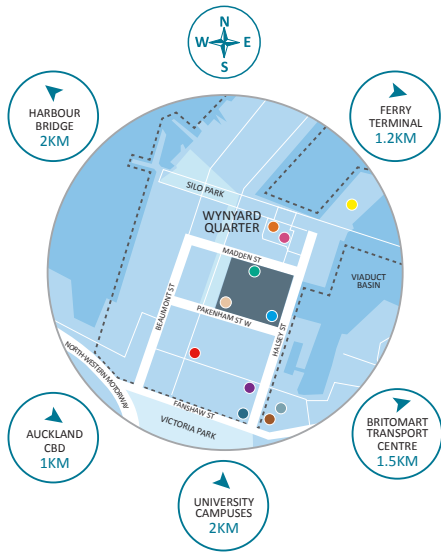 N
W E
S
HARBOUR
BRIDGE
2KM
FERRY
TERMINAL
1.2KM
SILO PARK
WYNYARD
QUARTER
MADDEN ST
VIADUCT
BASIN
BEAUMONT ST
PAKENHAM ST W
HALSEY ST
NORTH WESTERN MOTORWAY
FANSHAW ST
VICTORIA PARK
AUCKLAND
CBD
1KM
BRITOMART
TRANSPORT
CENTRE
1.5KM
UNIVERSITY
CAMPUSES
2KM